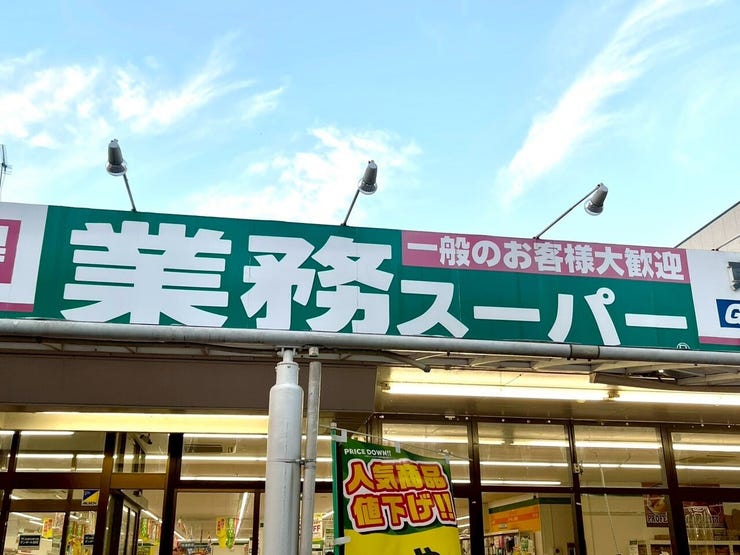 一般のお客様大歓迎
業務スーパー
G
PRICE DOWN!!
人気商品
値下げ!!